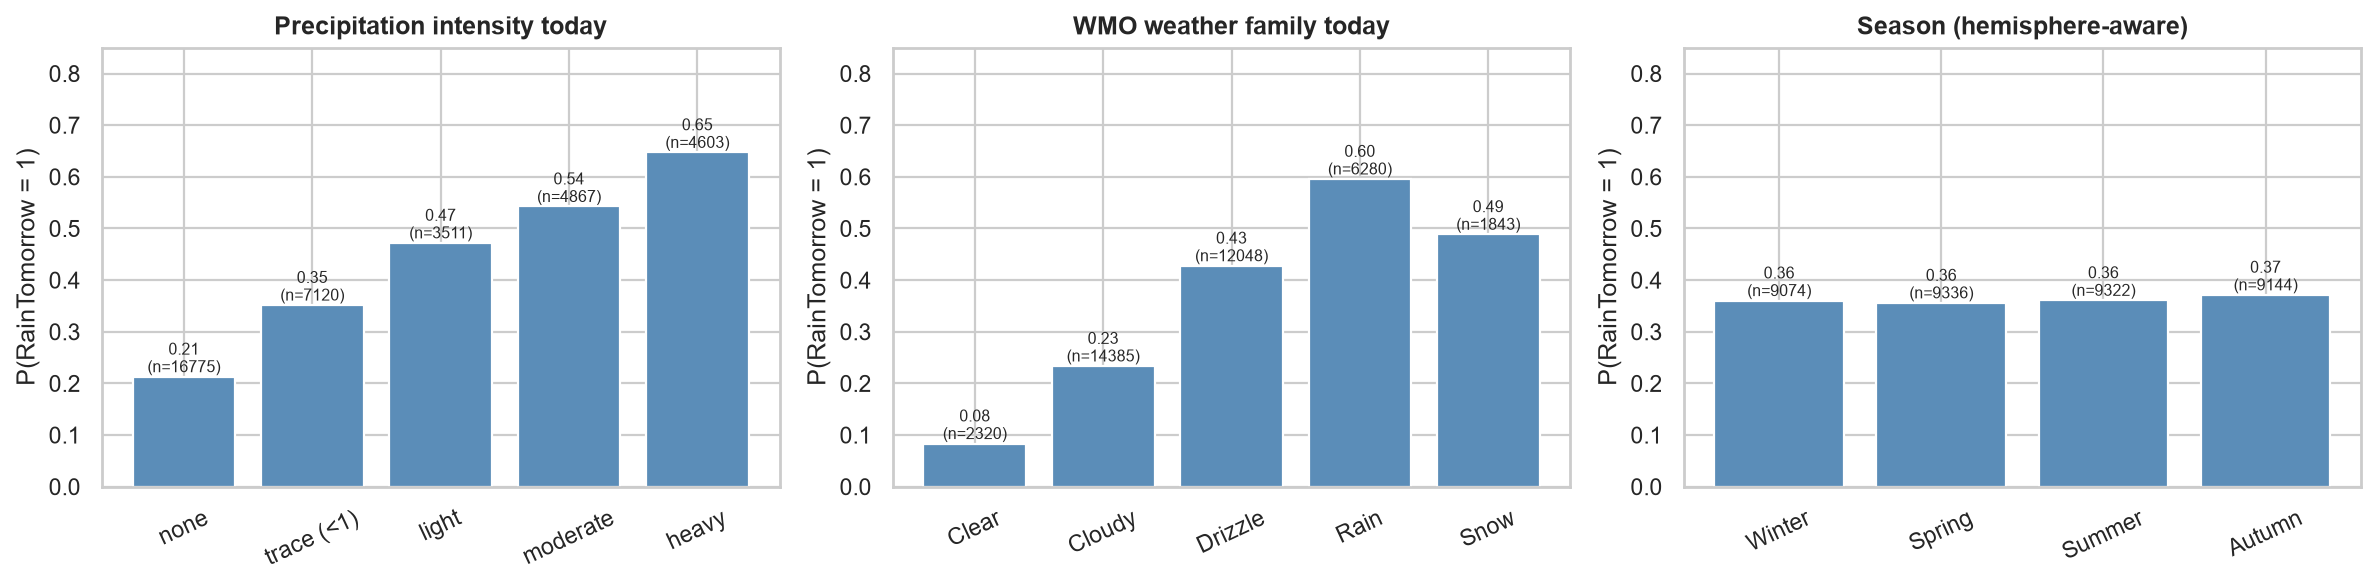 Precipitation intensity today
P(RainTomorrow = 1)
0.8
0.7
0.6
0.5
0.4
0.3
0.2
0.1
0.0
0.21
(n=16775)
0.35
(n=7120)
0.47
(n=3511)
0.54
(n=4867)
0.65
(n=4603)
none
trace (<1)
light
moderate
heavy
WMO weather family today
P(RainTomorrow = 1)
0.8
0.7
0.6
0.5
0.4
0.3
0.2
0.1
0.0
0.08
(n=2320)
0.23
(n=14385)
0.43
(n=12048)
0.60
(n=6280)
0.49
(n=1843)
Clear
Cloudy
Drizzle
Rain
Snow
Season (hemisphere-aware)
P(RainTomorrow = 1)
0.8
0.7
0.6
0.5
0.4
0.3
0.2
0.1
0.0
0.36
(n=9074)
0.36
(n=9336)
0.36
(n=9322)
0.37
(n=9144)
Winter
Spring
Summer
Autumn